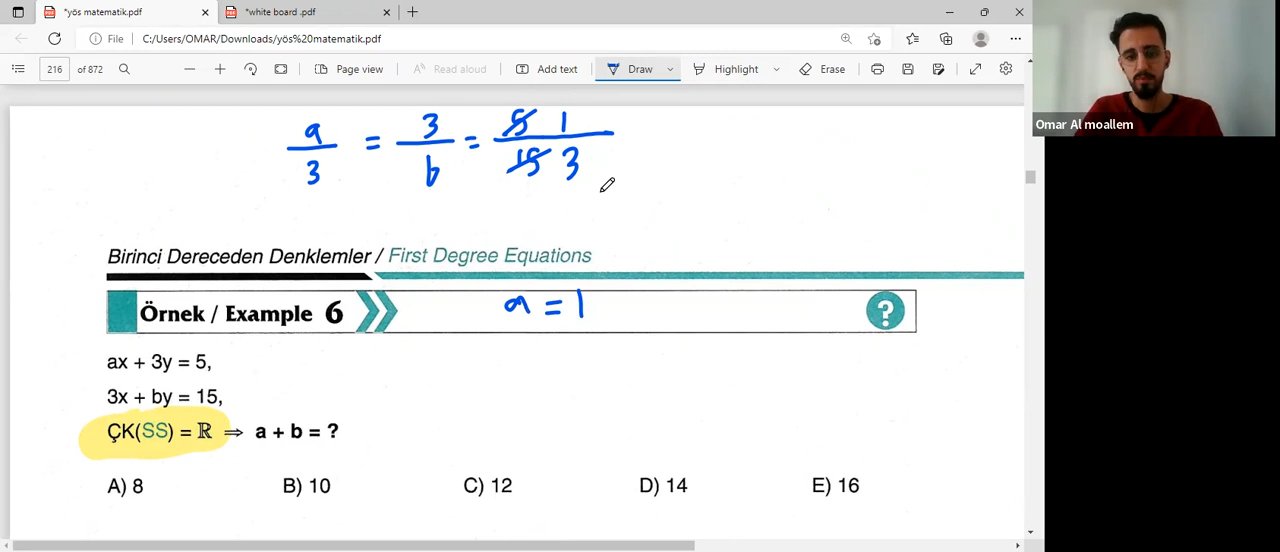 *yös matematik.pdf
*white board .pdf
File C:/Users/OMAR/Downloads/yös%20matematik.pdf
216 of 872 Page view Read aloud Add text Draw Highlight Erase
Omar Al moallem
a/3 = 3/b = 5/15 1/3
Birinci Dereceden Denklemler / First Degree Equations
Örnek / Example 6 a = 1 ?
ax + 3y = 5,
3x + by = 15,
ÇK(SS) = ℝ ⇒ a + b = ?
A) 8 B) 10 C) 12 D) 14 E) 16